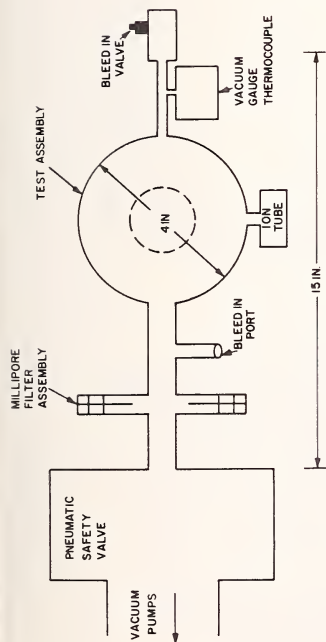 BLEED IN
VALVE
VACUUM
GAUGE
THERMOCOUPLE
TEST ASSEMBLY
4 IN
ION
TUBE
15 IN.
BLEED IN
PORT
MILLIPORE
FILTER
ASSEMBLY
PNEUMATIC
SAFETY
VALVE
VACUUM
PUMPS